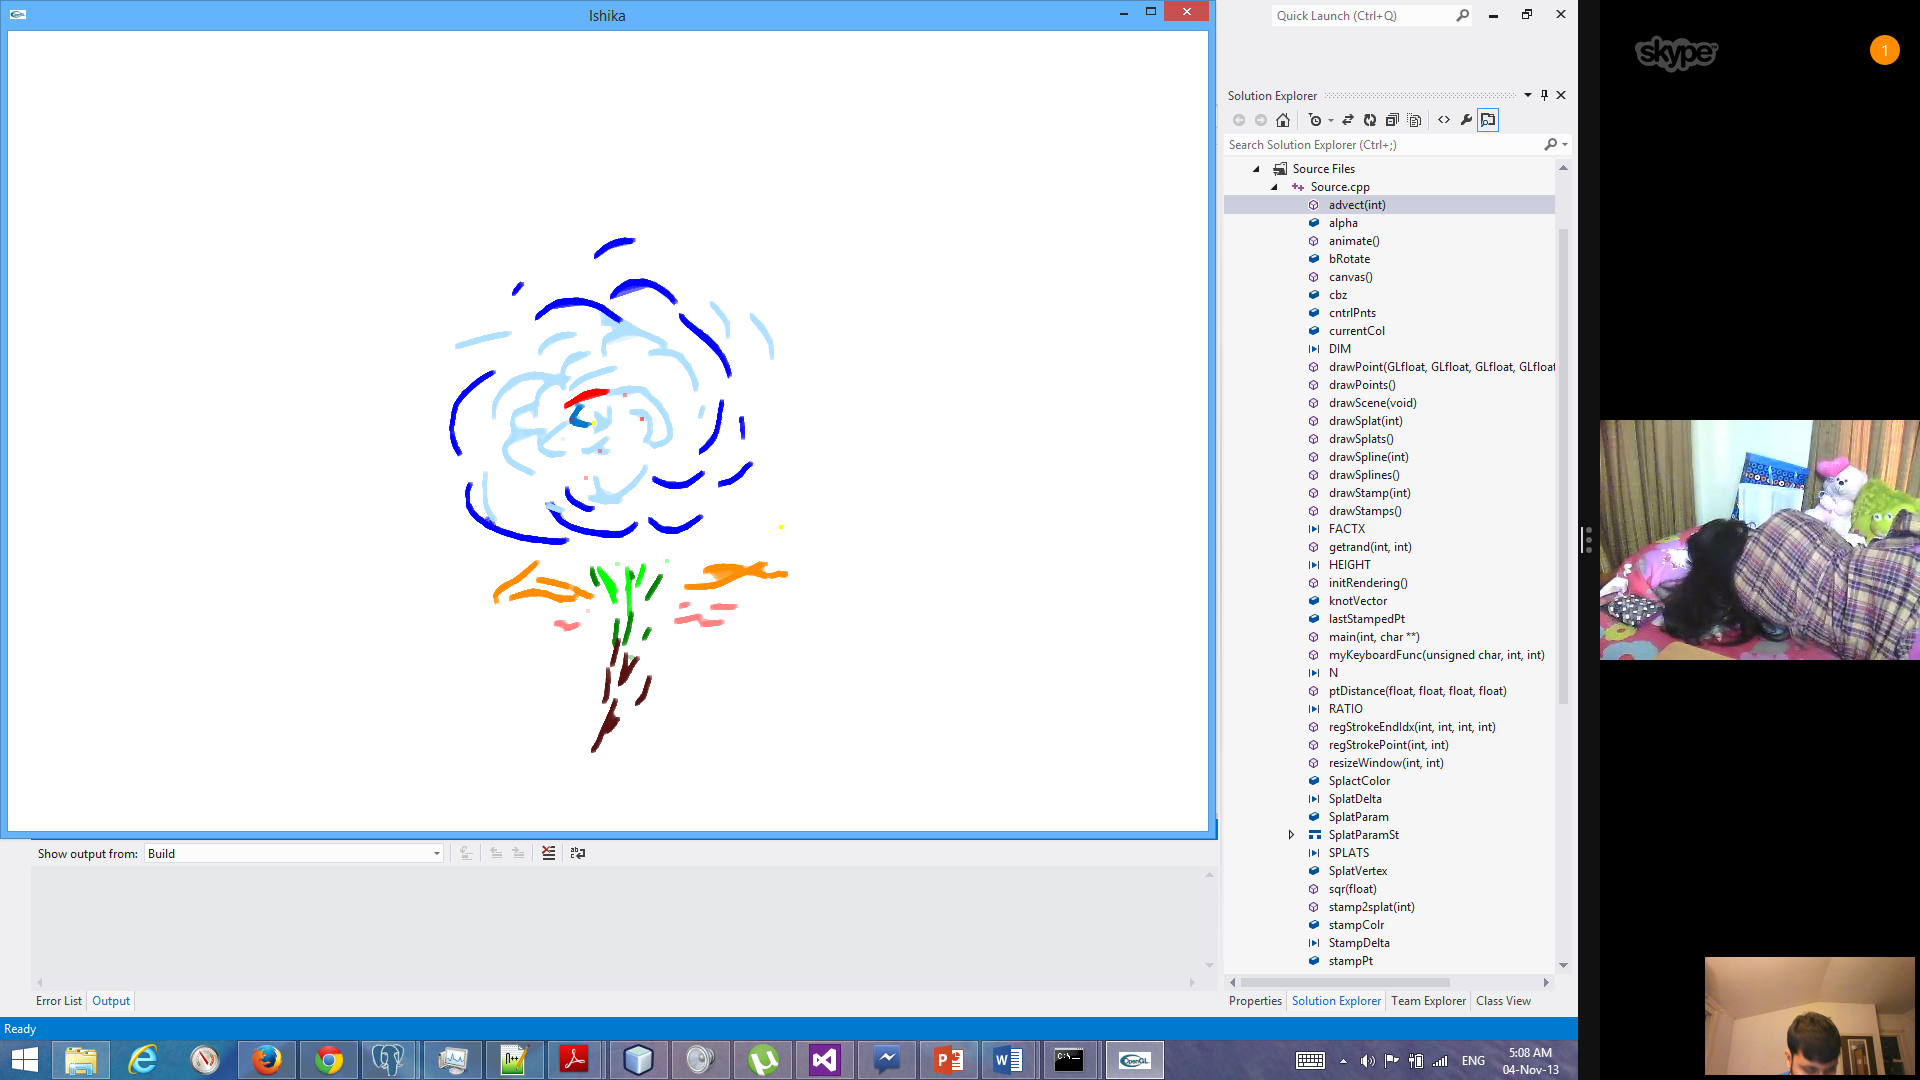 Ishika
Quick Launch (Ctrl+Q)
skype
1
Solution Explorer
Search Solution Explorer (Ctrl+;)
Source Files
Source.cpp
advect(int)
alpha
animate()
bRotate
canvas()
cbz
cntrlPnts
currentCol
DIM
drawPoint(GLfloat, GLfloat, GLfloat, GLfloat
drawPoints()
drawScene(void)
drawSplat(int)
drawSplats()
drawSpline(int)
drawSplines()
drawStamp(int)
drawStamps()
FACTX
getrand(int, int)
HEIGHT
initRendering()
knotVector
lastStampedPt
main(int, char **)
myKeyboardFunc(unsigned char, int, int)
N
ptDistance(float, float, float, float)
RATIO
regStrokeEndIdx(int, int, int, int)
regStrokePoint(int, int)
resizeWindow(int, int)
SplactColor
SplatDelta
SplatParam
SplatParamSt
SPLATS
SplatVertex
sqr(float)
stamp2splat(int)
stampColr
StampDelta
stampPt
Show output from: Build
Error List Output
Properties Solution Explorer Team Explorer Class View
Ready
OpenGL
ENG
5:08 AM
04-Nov-13